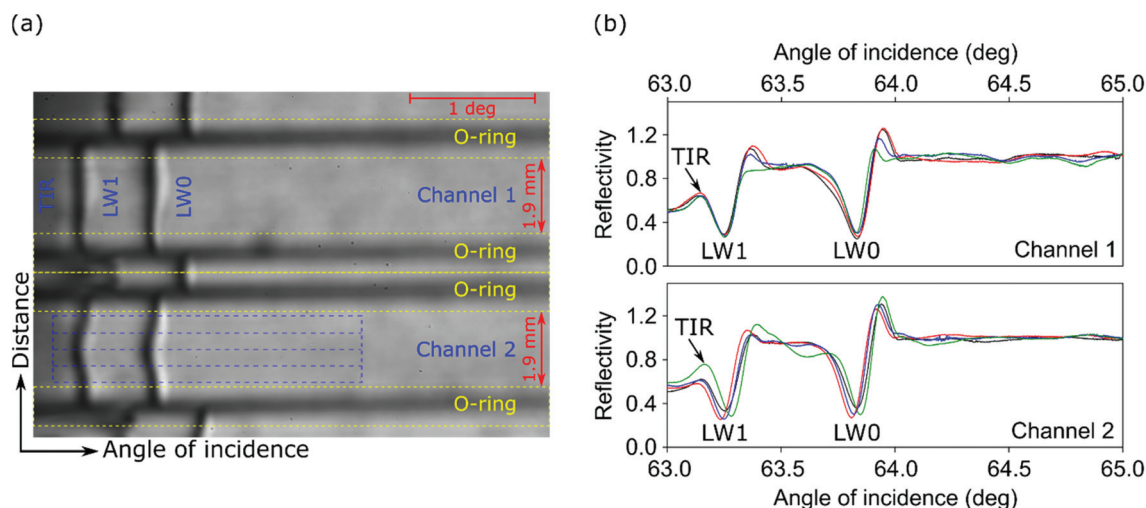 (a)
1 deg
O-ring
TIR
LW1
LW0
Channel 1
1.9 mm
O-ring
O-ring
Channel 2
1.9 mm
O-ring
Distance
Angle of incidence
(b)
Angle of incidence (deg)
63.0 63.5 64.0 64.5 65.0
Reflectivity
1.2
0.8
0.4
0.0
TIR
LW1 LW0 Channel 1
Reflectivity
1.2
0.8
0.4
0.0
TIR
LW1 LW0 Channel 2
63.0 63.5 64.0 64.5 65.0
Angle of incidence (deg)